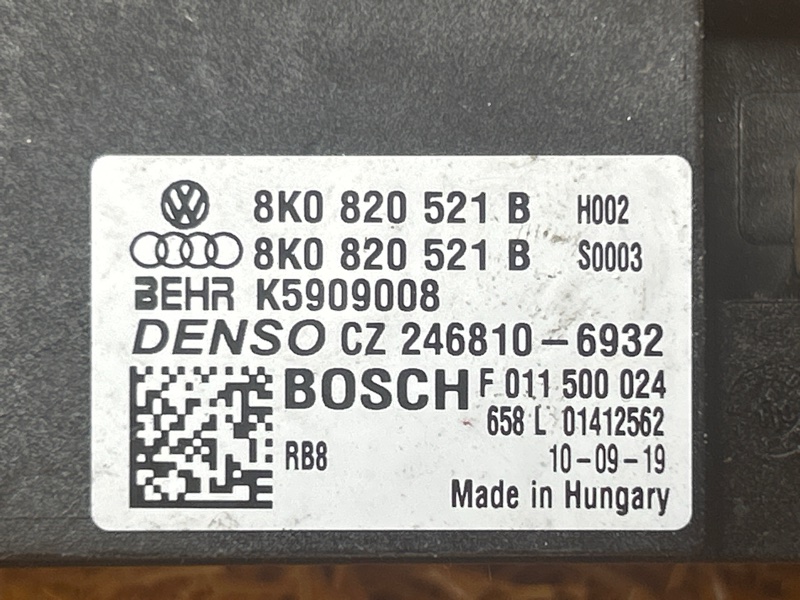 8K0 820 521 B H002
8K0 820 521 B S0003
BEHR K5909008
DENSO CZ 246810-6932
BOSCH F 011 500 024
658 L 01412562
RB8 10-09-19
Made in Hungary